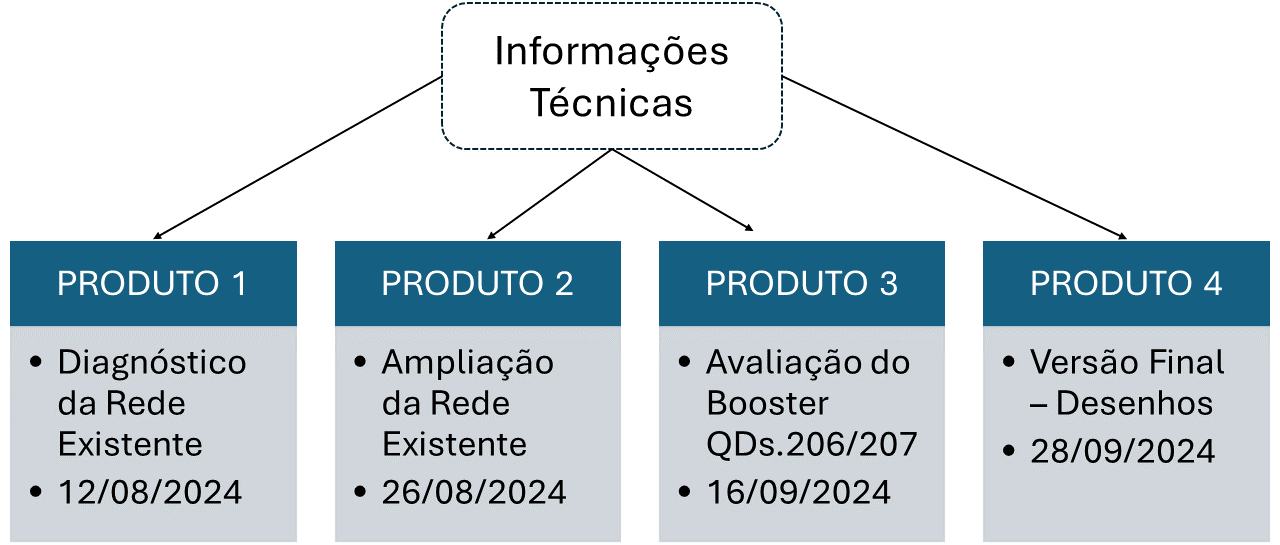 Informações
Técnicas
PRODUTO 1
• Diagnóstico
da Rede
Existente
• 12/08/2024
PRODUTO 2
• Ampliação
da Rede
Existente
• 26/08/2024
PRODUTO 3
• Avaliação do
Booster
QDs.206/207
• 16/09/2024
PRODUTO 4
• Versão Final
– Desenhos
• 28/09/2024